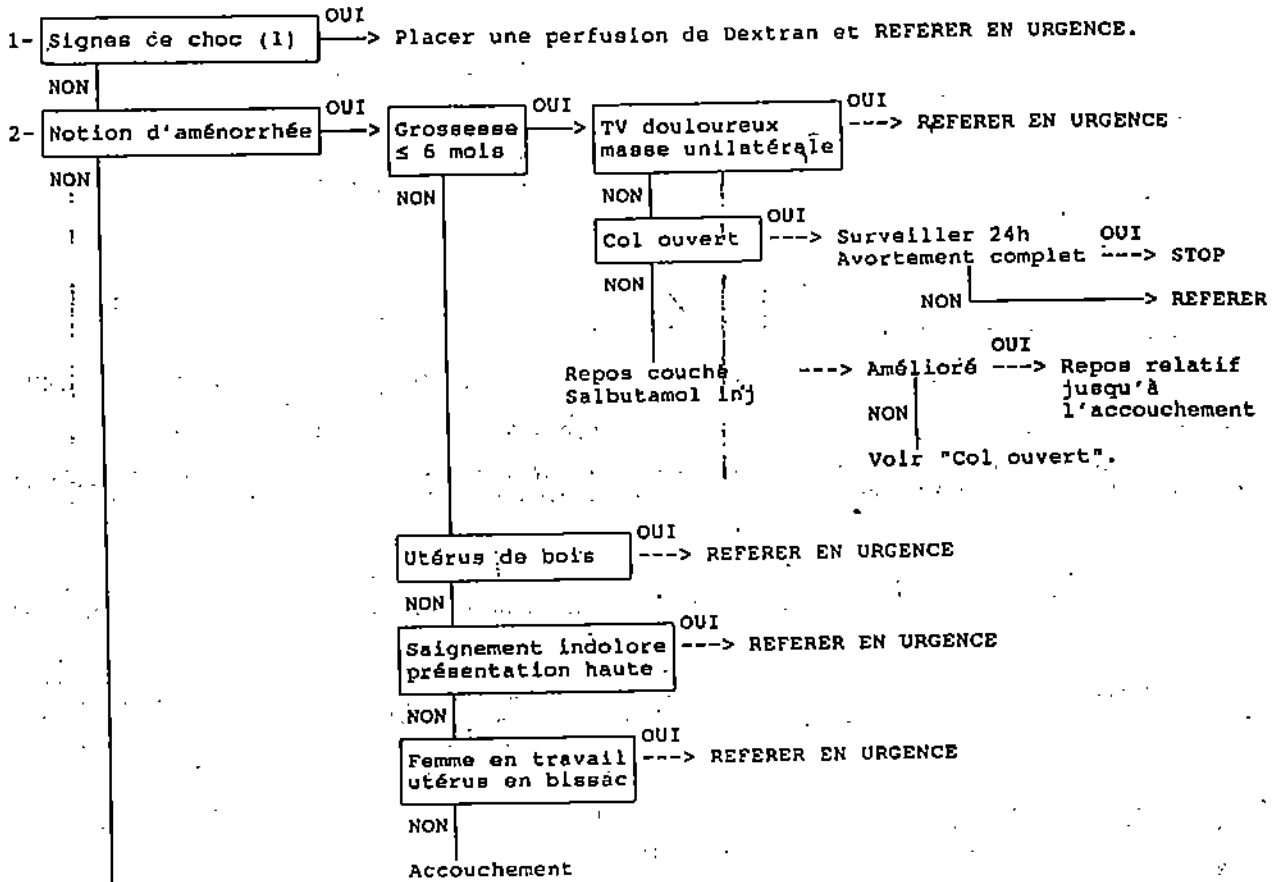 OUI
1- Signes de choc (1) ──> Placer une perfusion de Dextran et REFERER EN URGENCE.
NON
OUI OUI OUI
2- Notion d'aménorrhée ──> Grossesse ──> TV douloureux ---> REFERER EN URGENCE
≤ 6 mois masse unilatérale
NON NON NON
OUI
Col ouvert ---> Surveiller 24h OUI
Avortement complet ---> STOP
NON
NON ──> REFERER
OUI
Repos couché ---> Amélioré ---> Repos relatif
Salbutamol inj jusqu'à
NON l'accouchement
Voir "Col ouvert".
OUI
Utérus de bois ---> REFERER EN URGENCE
NON
OUI
Saignement indolore ---> REFERER EN URGENCE
présentation haute
NON
OUI
Femme en travail ---> REFERER EN URGENCE
utérus en bissac
NON
Accouchement